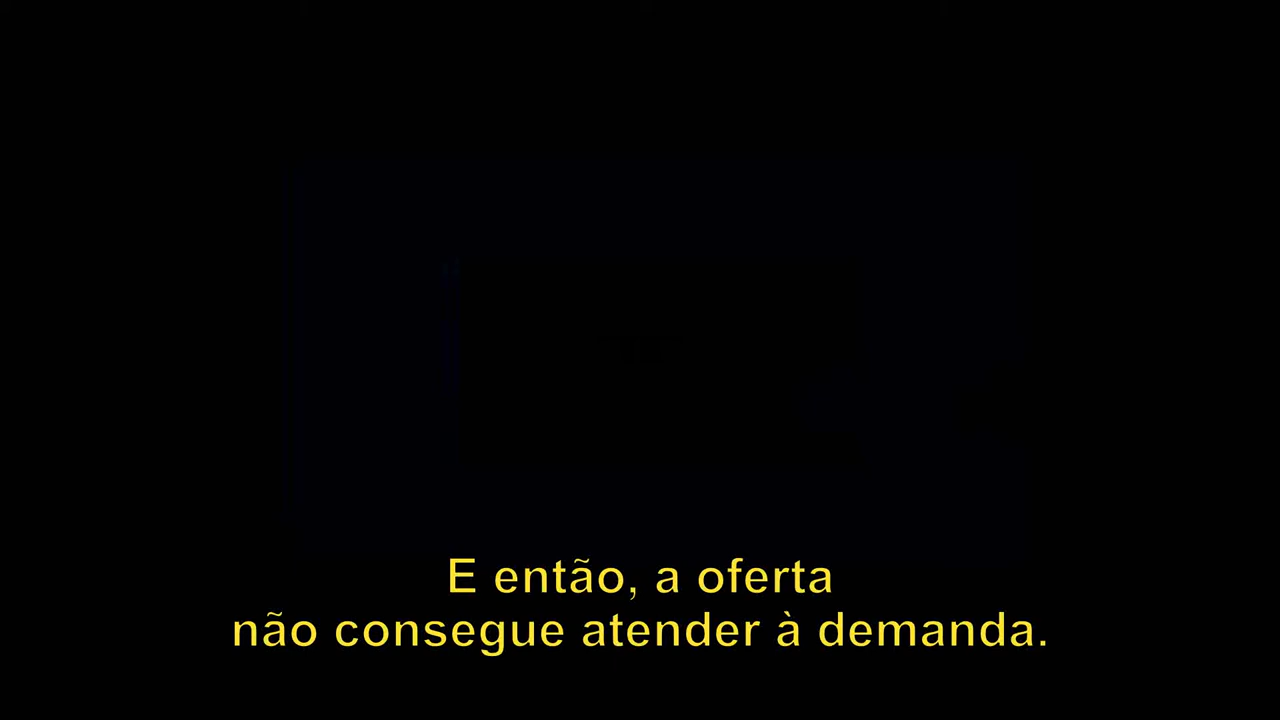 E então, a oferta
não consegue atender à demanda.